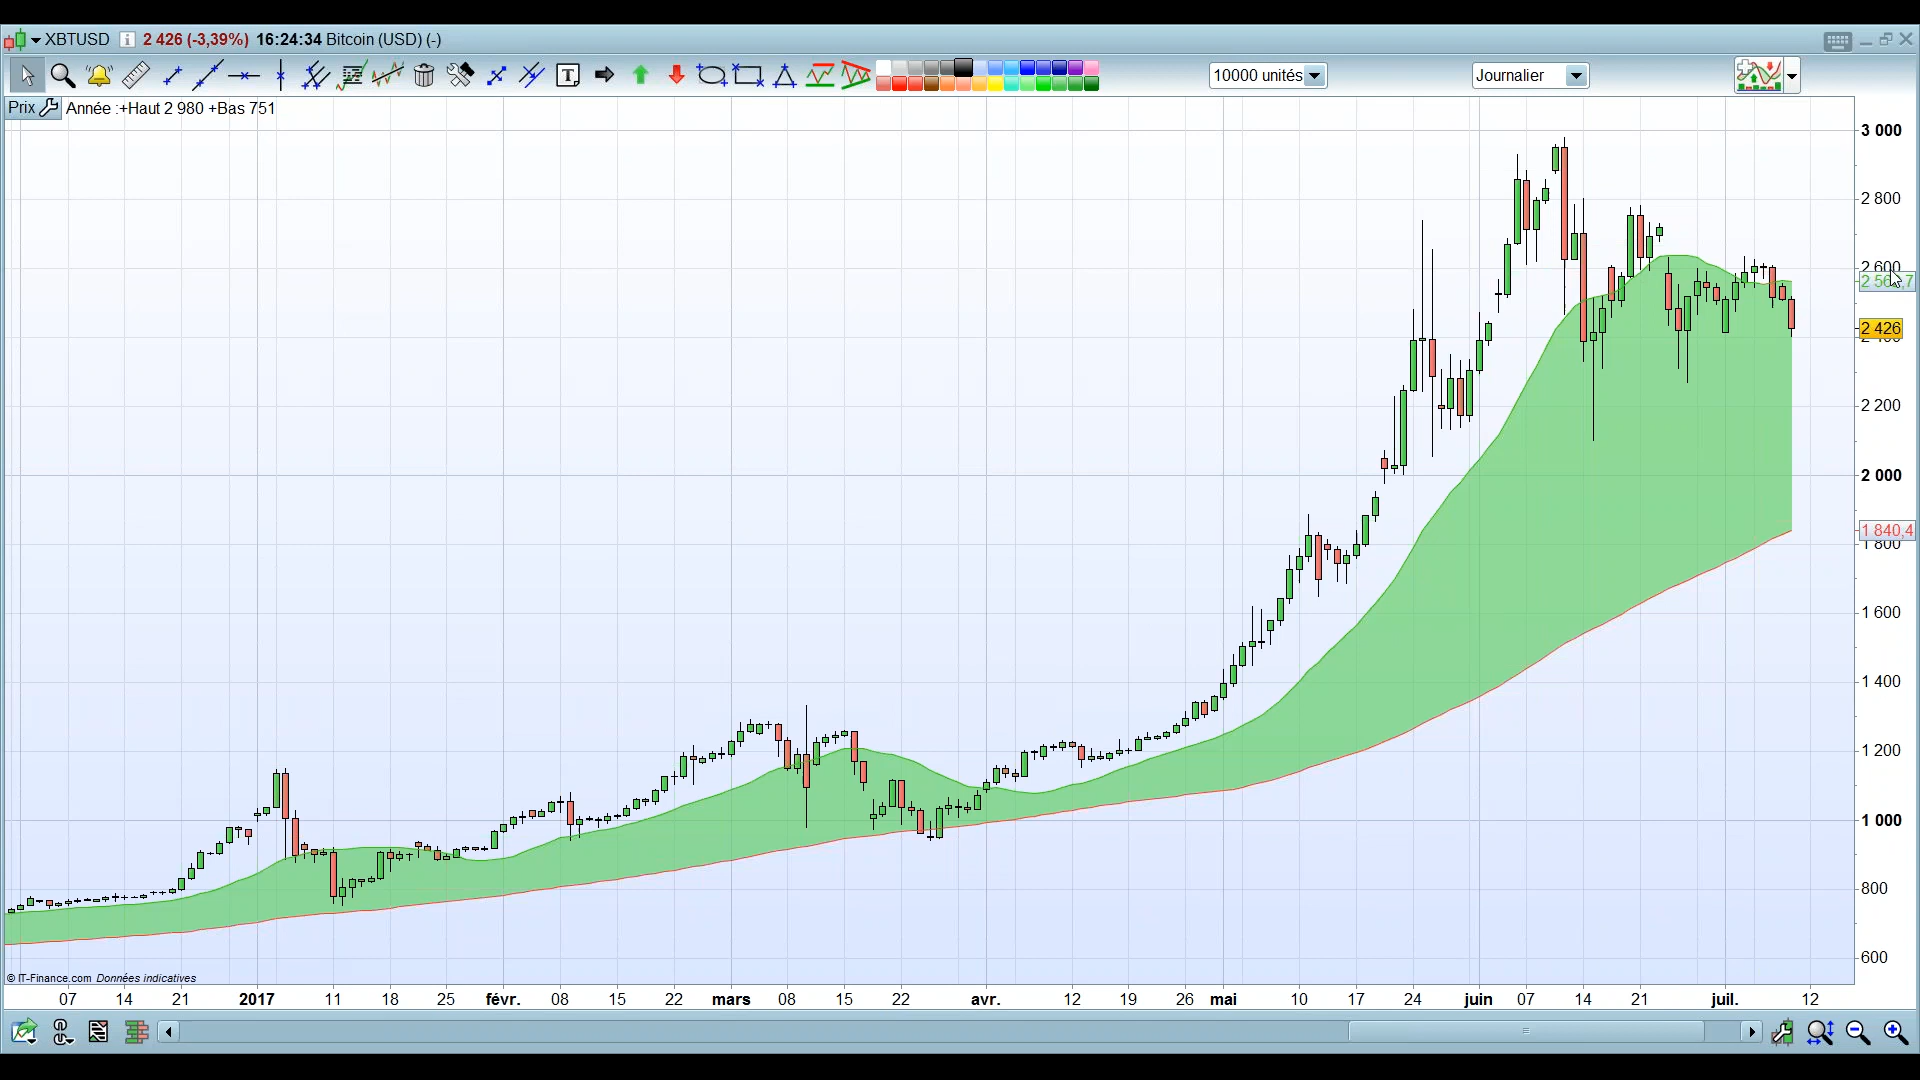 XBTUSD i 2 426 (-3,39%) 16:24:34 Bitcoin (USD) (-)
T 10000 unités Journalier
Prix Année :+Haut 2 980 +Bas 751
3 000
2 800
2 600
2 426
2 200
2 000
1 840,4
1 800
1 600
1 400
1 200
1 000
800
600
© IT-Finance.com Données indicatives
07 14 21 2017 11 18 25 févr. 08 15 22 mars 08 15 22 avr. 12 19 26 mai 10 17 24 juin 07 14 21 juil. 12